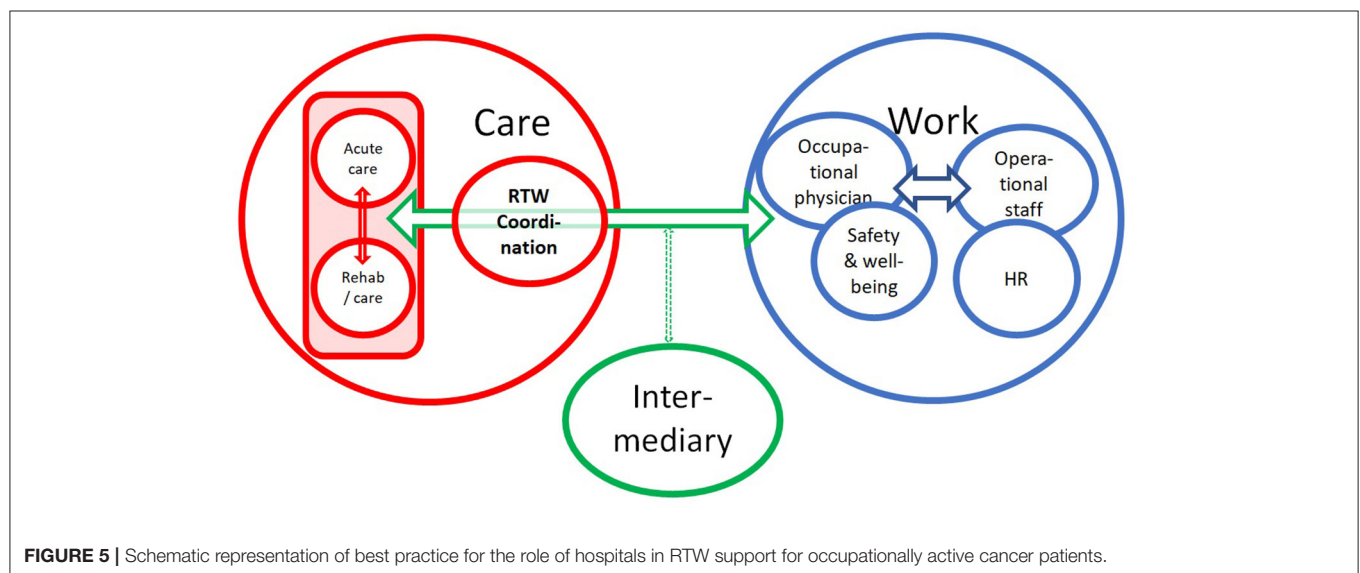 Care
Acute
care
Rehab
/ care
RTW
Coordi-
nation
Work
Occupa-
tional
physician
Opera-
tional
staff
Safety
& well-
being
HR
Inter-
mediary
FIGURE 5 | Schematic representation of best practice for the role of hospitals in RTW support for occupationally active cancer patients.